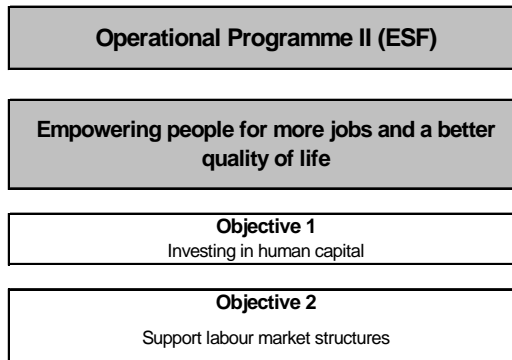 Operational Programme II (ESF)
Empowering people for more jobs and a better
quality of life
Objective 1
Investing in human capital
Objective 2
Support labour market structures